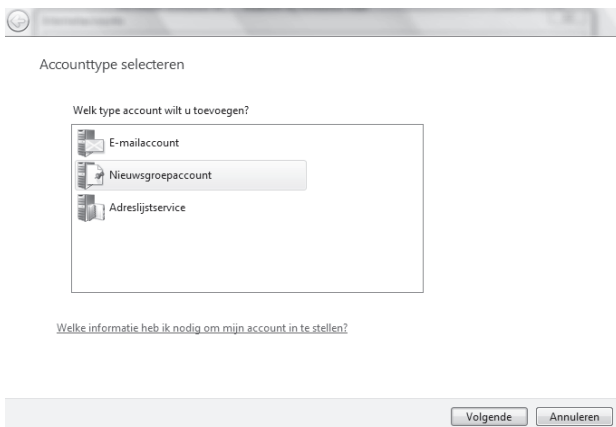 Accounttype selecteren
Welk type account wilt u toevoegen?
E-mailaccount
Nieuwsgroepaccount
Adreslijstservice
Welke informatie heb ik nodig om mijn account in te stellen?
Volgende
Annuleren